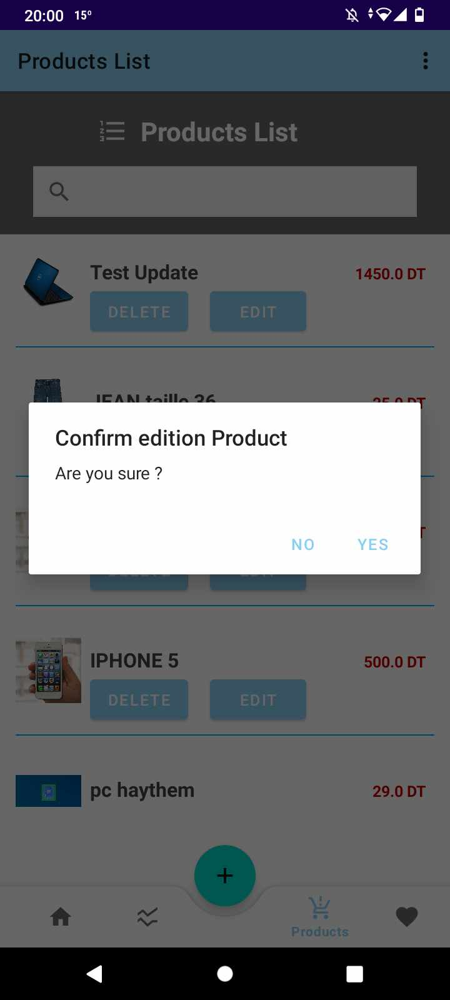 20:00 15°
Products List
Products List
Test Update 1450.0 DT
DELETE EDIT
JEAN taille 36 25.0 DT
Confirm edition Product
Are you sure ?
NO YES
DELETE EDIT
IPHONE 5 500.0 DT
DELETE EDIT
pc haythem 29.0 DT
Products